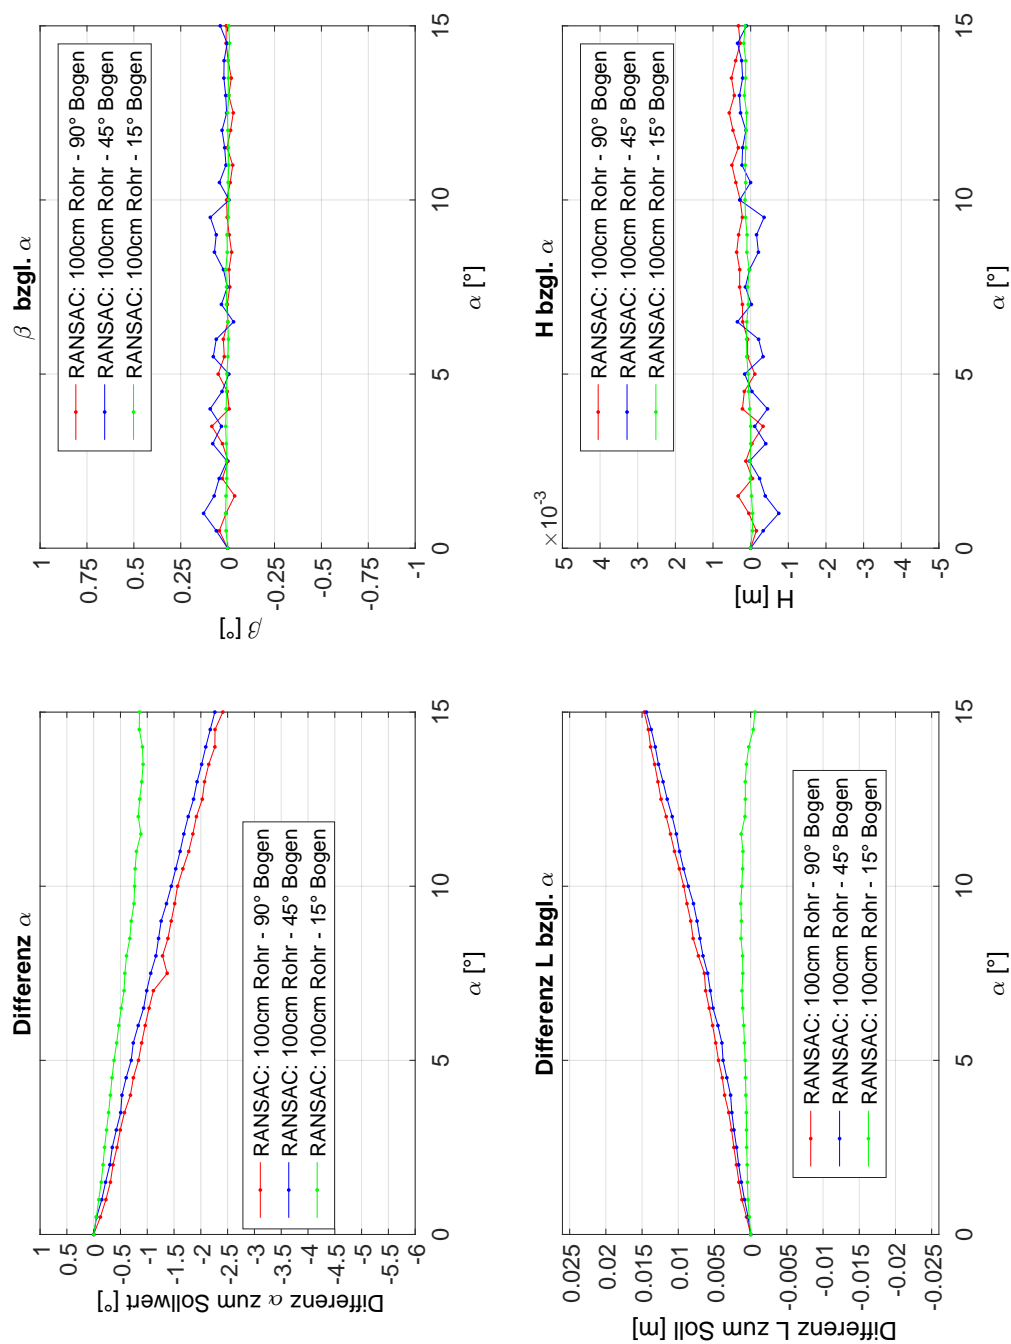 Differenz α
Differenz α zum Sollwert [°]
1
0.5
0
-0.5
-1
-1.5
-2
-2.5
-3
-3.5
-4
-4.5
-5
-5.5
-6
RANSAC: 100cm Rohr - 90° Bogen
RANSAC: 100cm Rohr - 45° Bogen
RANSAC: 100cm Rohr - 15° Bogen
0 5 10 15
α [°]
β bzgl. α
β [°]
1
0.75
0.5
0.25
0
-0.25
-0.5
-0.75
-1
RANSAC: 100cm Rohr - 90° Bogen
RANSAC: 100cm Rohr - 45° Bogen
RANSAC: 100cm Rohr - 15° Bogen
0 5 10 15
α [°]
Differenz L bzgl. α
Differenz L zum Soll [m]
0.025
0.02
0.015
0.01
0.005
0
-0.005
-0.01
-0.015
-0.02
-0.025
RANSAC: 100cm Rohr - 90° Bogen
RANSAC: 100cm Rohr - 45° Bogen
RANSAC: 100cm Rohr - 15° Bogen
0 5 10 15
α [°]
H bzgl. α
×10⁻³
H [m]
5
4
3
2
1
0
-1
-2
-3
-4
-5
RANSAC: 100cm Rohr - 90° Bogen
RANSAC: 100cm Rohr - 45° Bogen
RANSAC: 100cm Rohr - 15° Bogen
0 5 10 15
α [°]